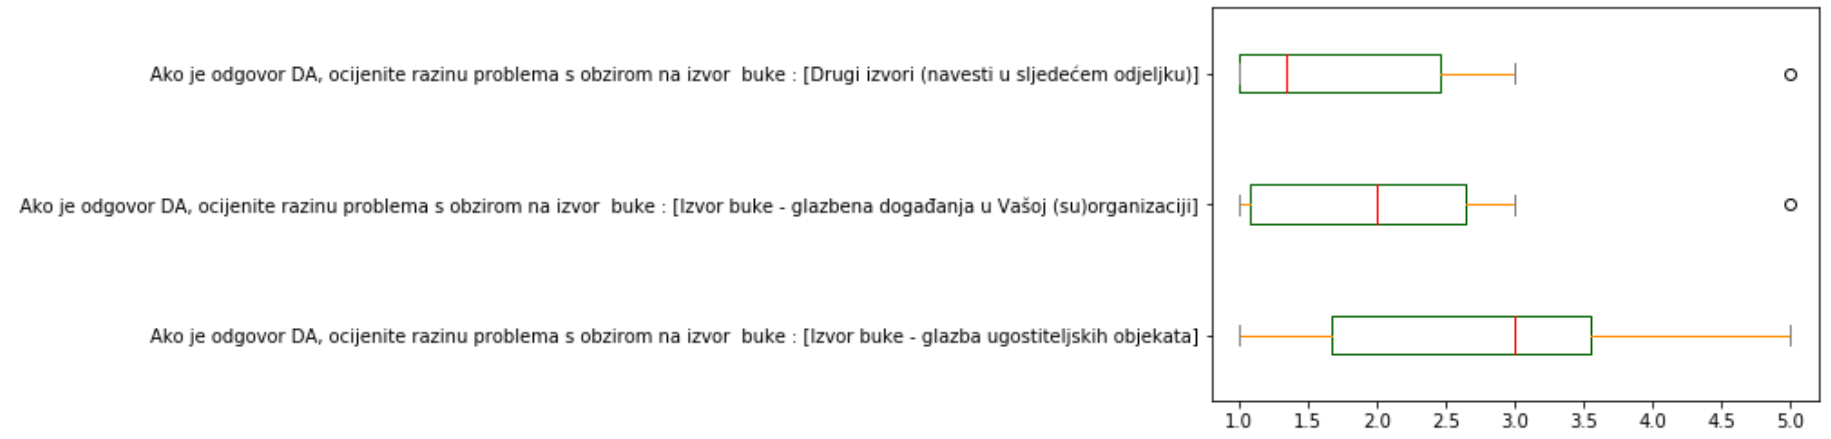 Ako je odgovor DA, ocijenite razinu problema s obzirom na izvor  buke : [Drugi izvori (navesti u sljedećem odjeljku)]
Ako je odgovor DA, ocijenite razinu problema s obzirom na izvor  buke : [Izvor buke - glazbena događanja u Vašoj (su)organizaciji]
Ako je odgovor DA, ocijenite razinu problema s obzirom na izvor  buke : [Izvor buke - glazba ugostiteljskih objekata]
1.0 1.5 2.0 2.5 3.0 3.5 4.0 4.5 5.0